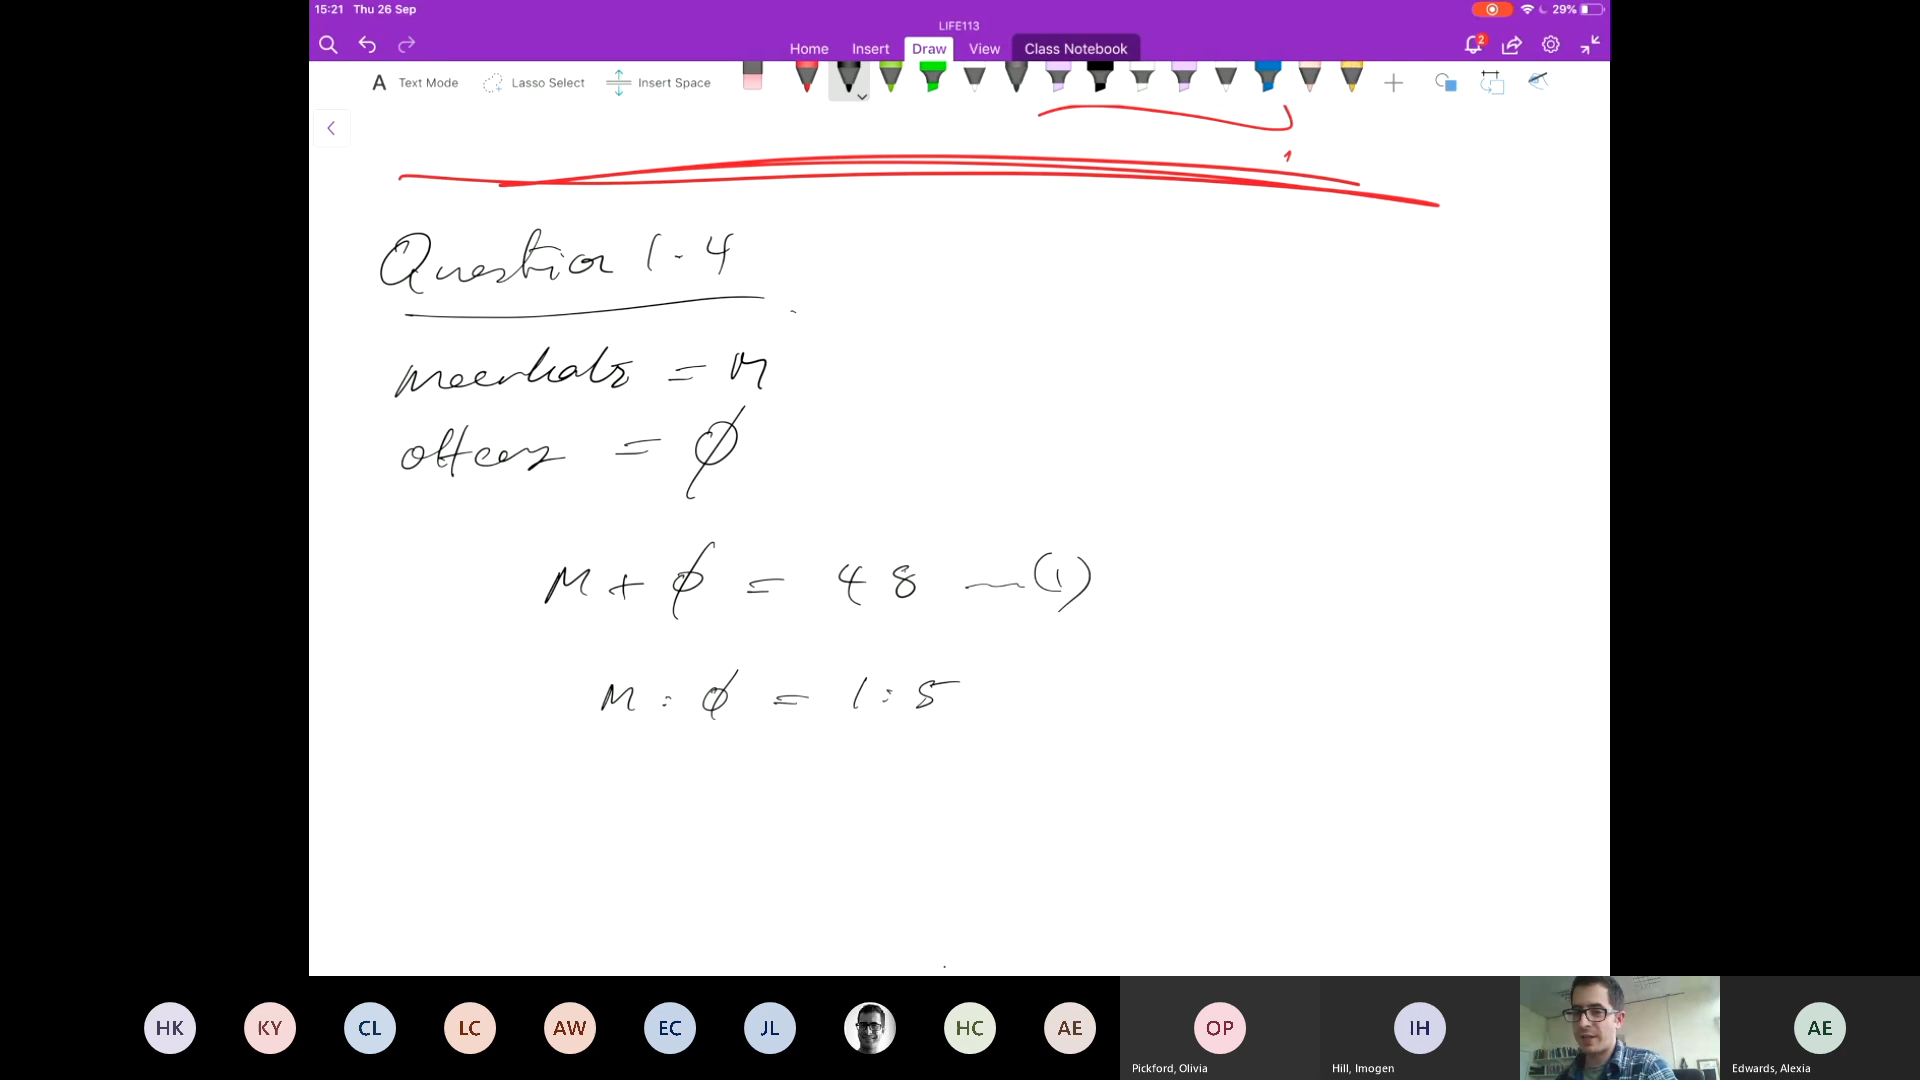 15:21 Thu 26 Sep
29%
LIFE113
Home Insert Draw View Class Notebook
2
A Text Mode Lasso Select Insert Space
Question 1.4
meerkats = M
= ϕ
M + ϕ = 48 —(1)
M : ϕ = 1 : 5
HK KY CL LC AW EC JL HC AE OP IH AE
Pickford, Olivia Hill, Imogen Edwards, Alexia